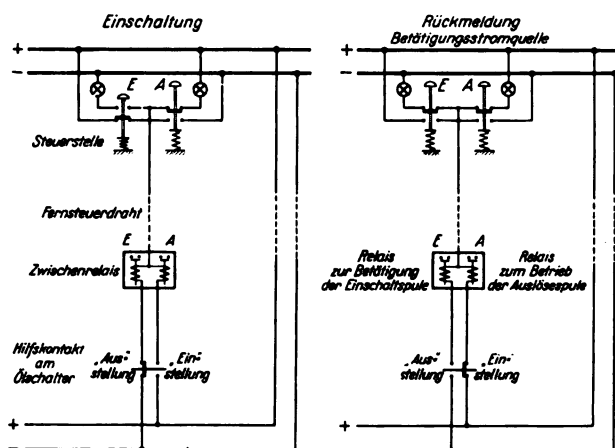 Einschaltung
Rückmeldung
Betätigungsstromquelle
+
+
−
−
E
A
E
A
Steuerstelle
Fernsteuerdraht
E
A
E
A
Zwischenrelais
Relais
zur Betätigung
der Einschaltspule
Relais
zum Betrieb
der Auslösespule
Hilfskontakt
am
Ölschalter
„Aus-“
stellung
„Ein-“
stellung
„Aus-“
stellung
„Ein-“
stellung
+
+